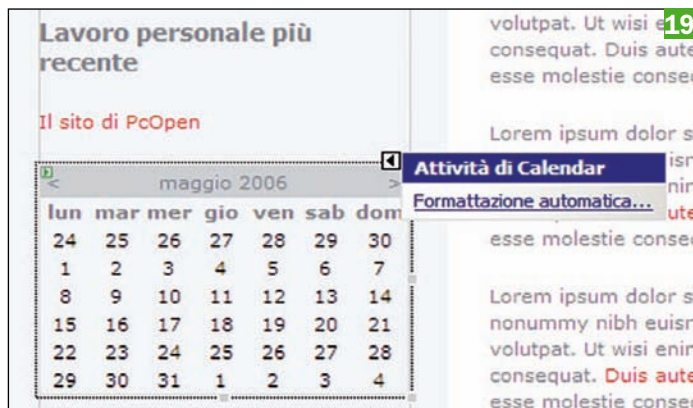 19
Lavoro personale più
recente
Il sito di PcOpen
< maggio 2006 >
lun mar mer gio ven sab dom
24 25 26 27 28 29 30
1 2 3 4 5 6 7
8 9 10 11 12 13 14
15 16 17 18 19 20 21
22 23 24 25 26 27 28
29 30 31 1 2 3 4
Attività di Calendar
Formattazione automatica...
volutpat. Ut wisi
consequat. Duis aute
esse molestie conse
Lorem ipsum dolor s
esse molestie conse
Lorem ipsum dolor s
nonummy nibh euisn
volutpat. Ut wisi enin
consequat. Duis aute
esse molestie conse